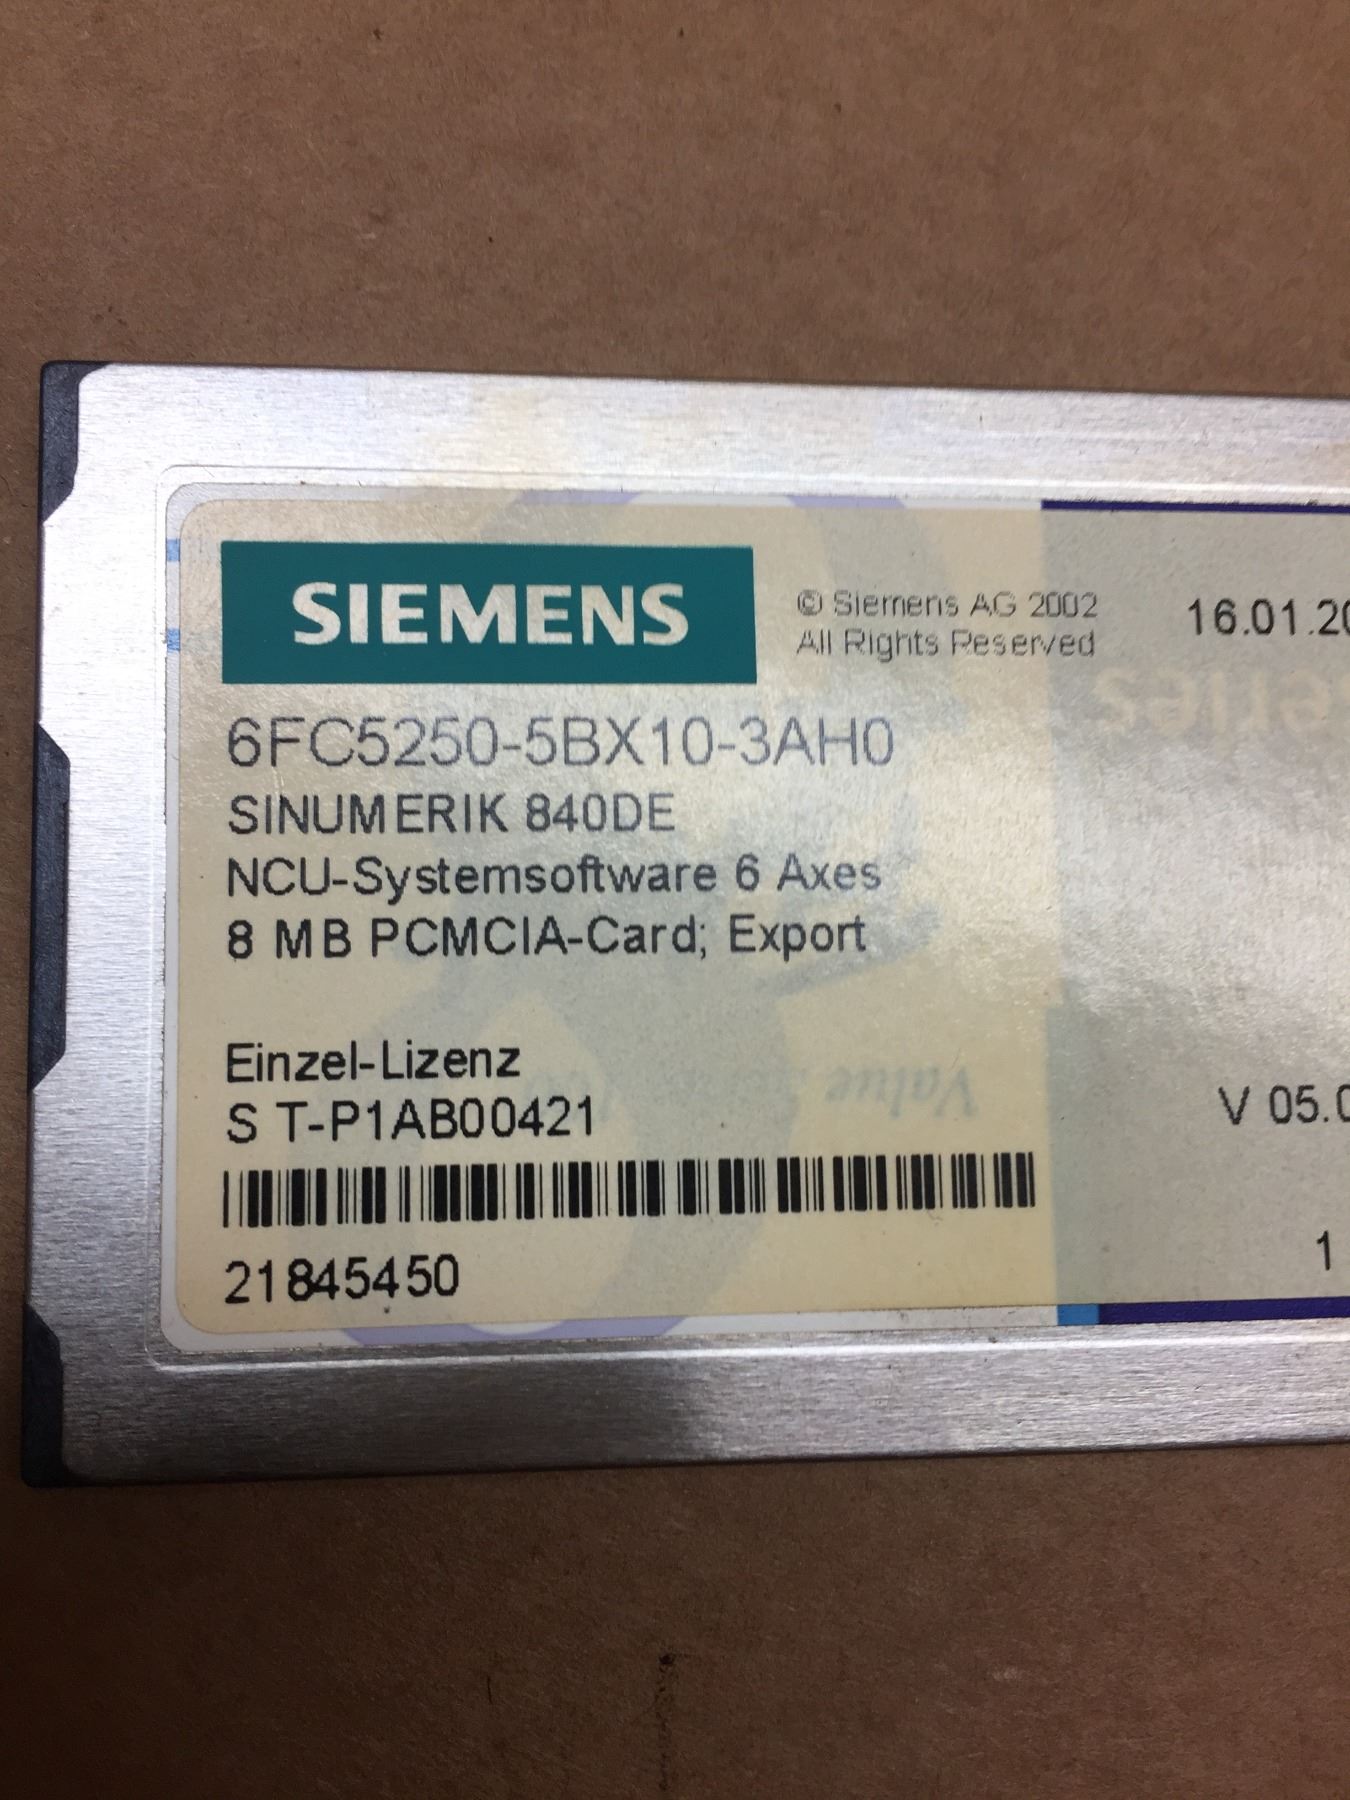 SIEMENS
© Siemens AG 2002
All Rights Reserved
16.01.20
6FC5250-5BX10-3AH0
SINUMERIK 840DE
NCU-Systemsoftware 6 Axes
8 MB PCMCIA-Card; Export
Einzel-Lizenz
S T-P1AB00421
V 05.0
1
21845450
Value